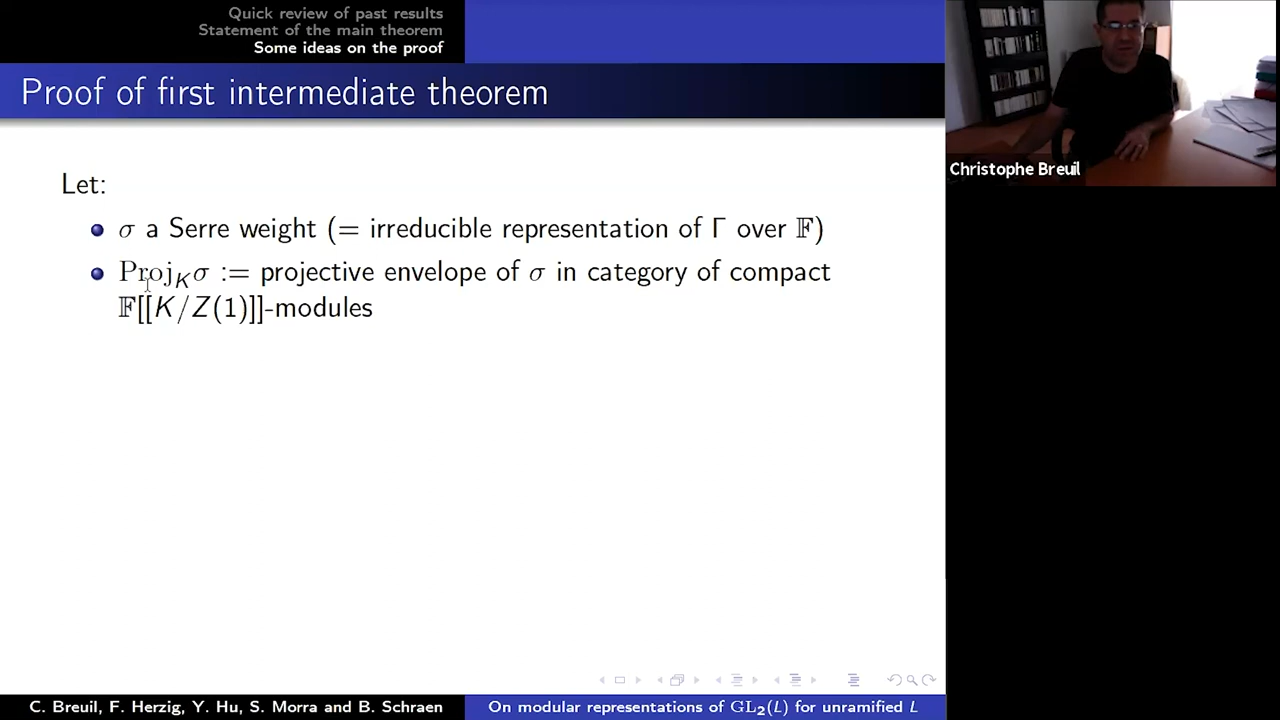 Quick review of past results
Statement of the main theorem
Some ideas on the proof
Proof of first intermediate theorem
Christophe Breuil
Let:
σ a Serre weight (= irreducible representation of Γ over 𝔽)
Proj_K σ := projective envelope of σ in category of compact
𝔽[[K/Z(1)]]-modules
C. Breuil, F. Herzig, Y. Hu, S. Morra and B. Schraen
On modular representations of GL₂(L) for unramified L